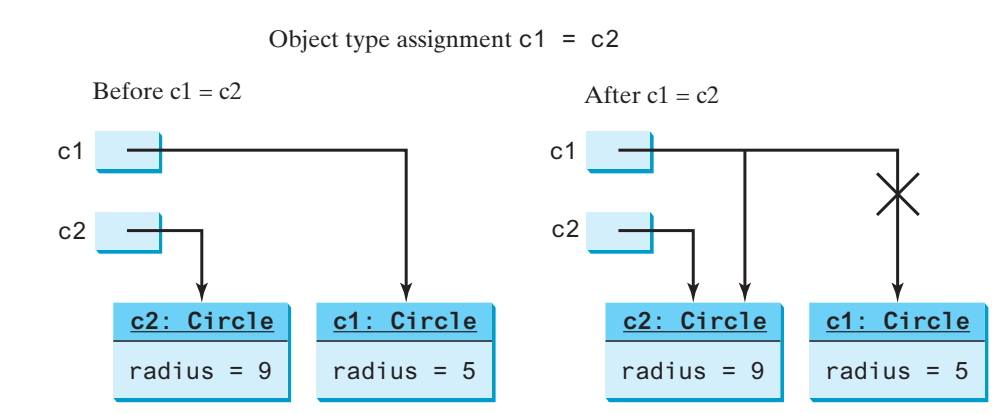 Object type assignment c1 = c2
Before c1 = c2
After c1 = c2
c1
c2
c2: Circle
radius = 9
c1: Circle
radius = 5
c1
c2
c2: Circle
radius = 9
c1: Circle
radius = 5